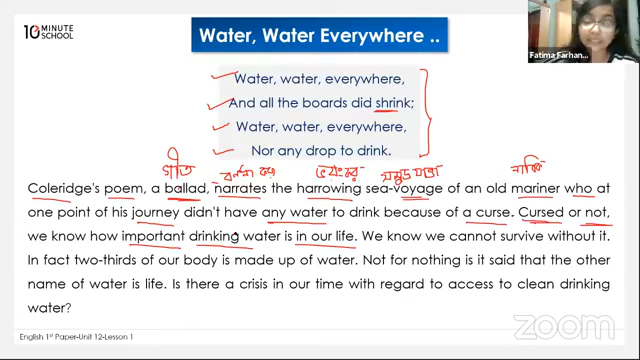 10 MINUTE SCHOOL
Water, Water Everywhere ..
Fatima Farhan...
Water, water, everywhere,
And all the boards did shrink;
Water, water, everywhere,
Nor any drop to drink.
গীত বর্ণনা করা ভয়ংকর সমুদ্র যাত্রা নাবিক
Coleridge's poem, a ballad, narrates the harrowing sea-voyage of an old mariner who at
one point of his journey didn't have any water to drink because of a curse. Cursed or not,
we know how important drinking water is in our life. We know we cannot survive without it.
In fact two-thirds of our body is made up of water. Not for nothing is it said that the other
name of water is life. Is there a crisis in our time with regard to access to clean drinking
water?
English 1st Paper-Unit 12-Lesson 1
zoom